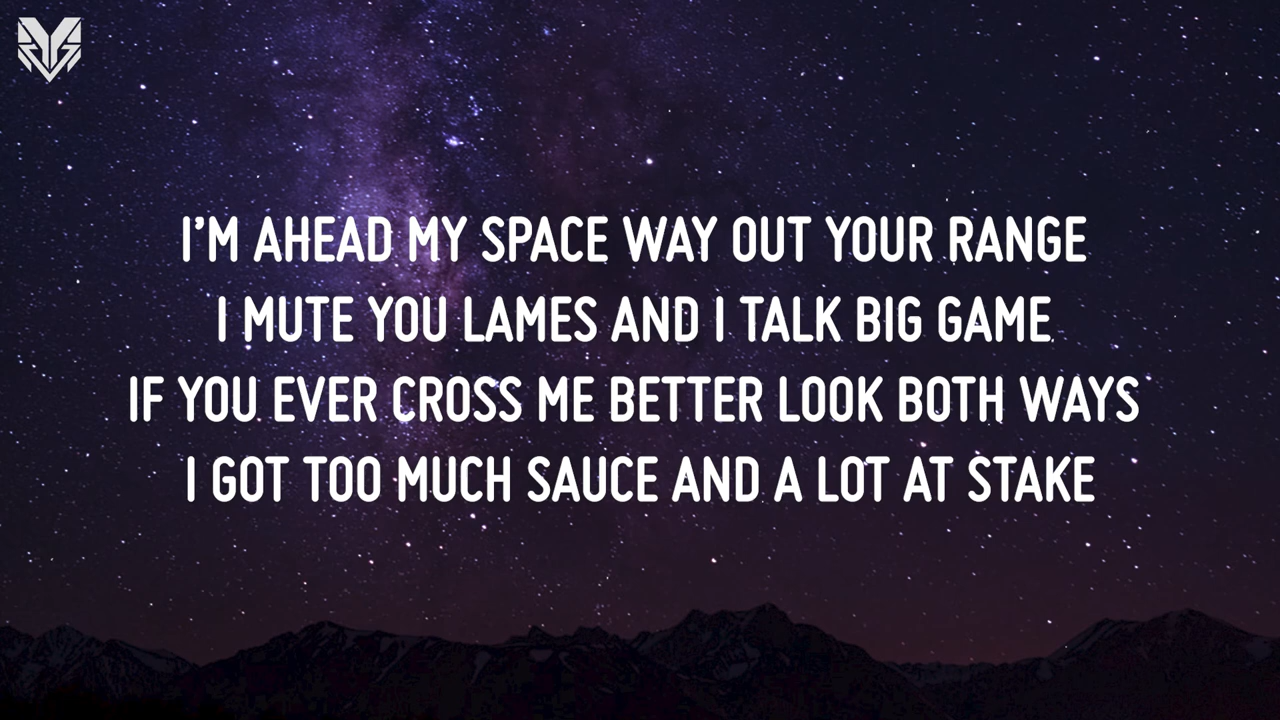 I'M AHEAD MY SPACE WAY OUT YOUR RANGE
I MUTE YOU LAMES AND I TALK BIG GAME
IF YOU EVER CROSS ME BETTER LOOK BOTH WAYS
I GOT TOO MUCH SAUCE AND A LOT AT STAKE